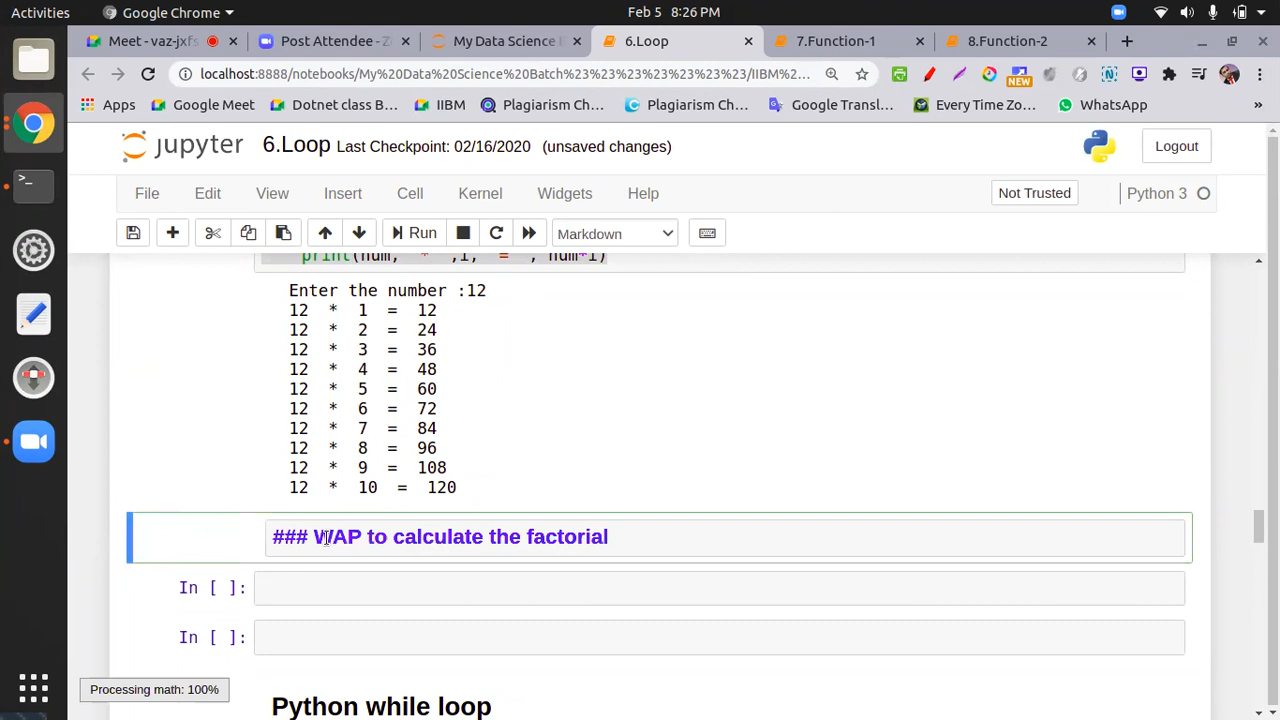 Activities
Google Chrome
Feb 5 8:26 PM
Meet - vaz-jxfs
Post Attendee - Z
My Data Science B
6.Loop
7.Function-1
8.Function-2
localhost:8888/notebooks/My%20Data%20Science%20Batch%23%23%23%23%23%23/IIBM%2...
NEW
Apps
Google Meet
Dotnet class B...
IIBM
Plagiarism Ch...
Plagiarism Ch...
Google Transl...
Every Time Zo...
WhatsApp
»
jupyter
6.Loop Last Checkpoint: 02/16/2020 (unsaved changes)
Logout
File Edit View Insert Cell Kernel Widgets Help
Not Trusted
Python 3
Run
Markdown
print(num, " * ",i, " = ", num*i)
Enter the number :12
12 * 1 = 12
12 * 2 = 24
12 * 3 = 36
12 * 4 = 48
12 * 5 = 60
12 * 6 = 72
12 * 7 = 84
12 * 8 = 96
12 * 9 = 108
12 * 10 = 120
### WAP to calculate the factorial
In [ ]:
In [ ]:
Processing math: 100%
Python while loop